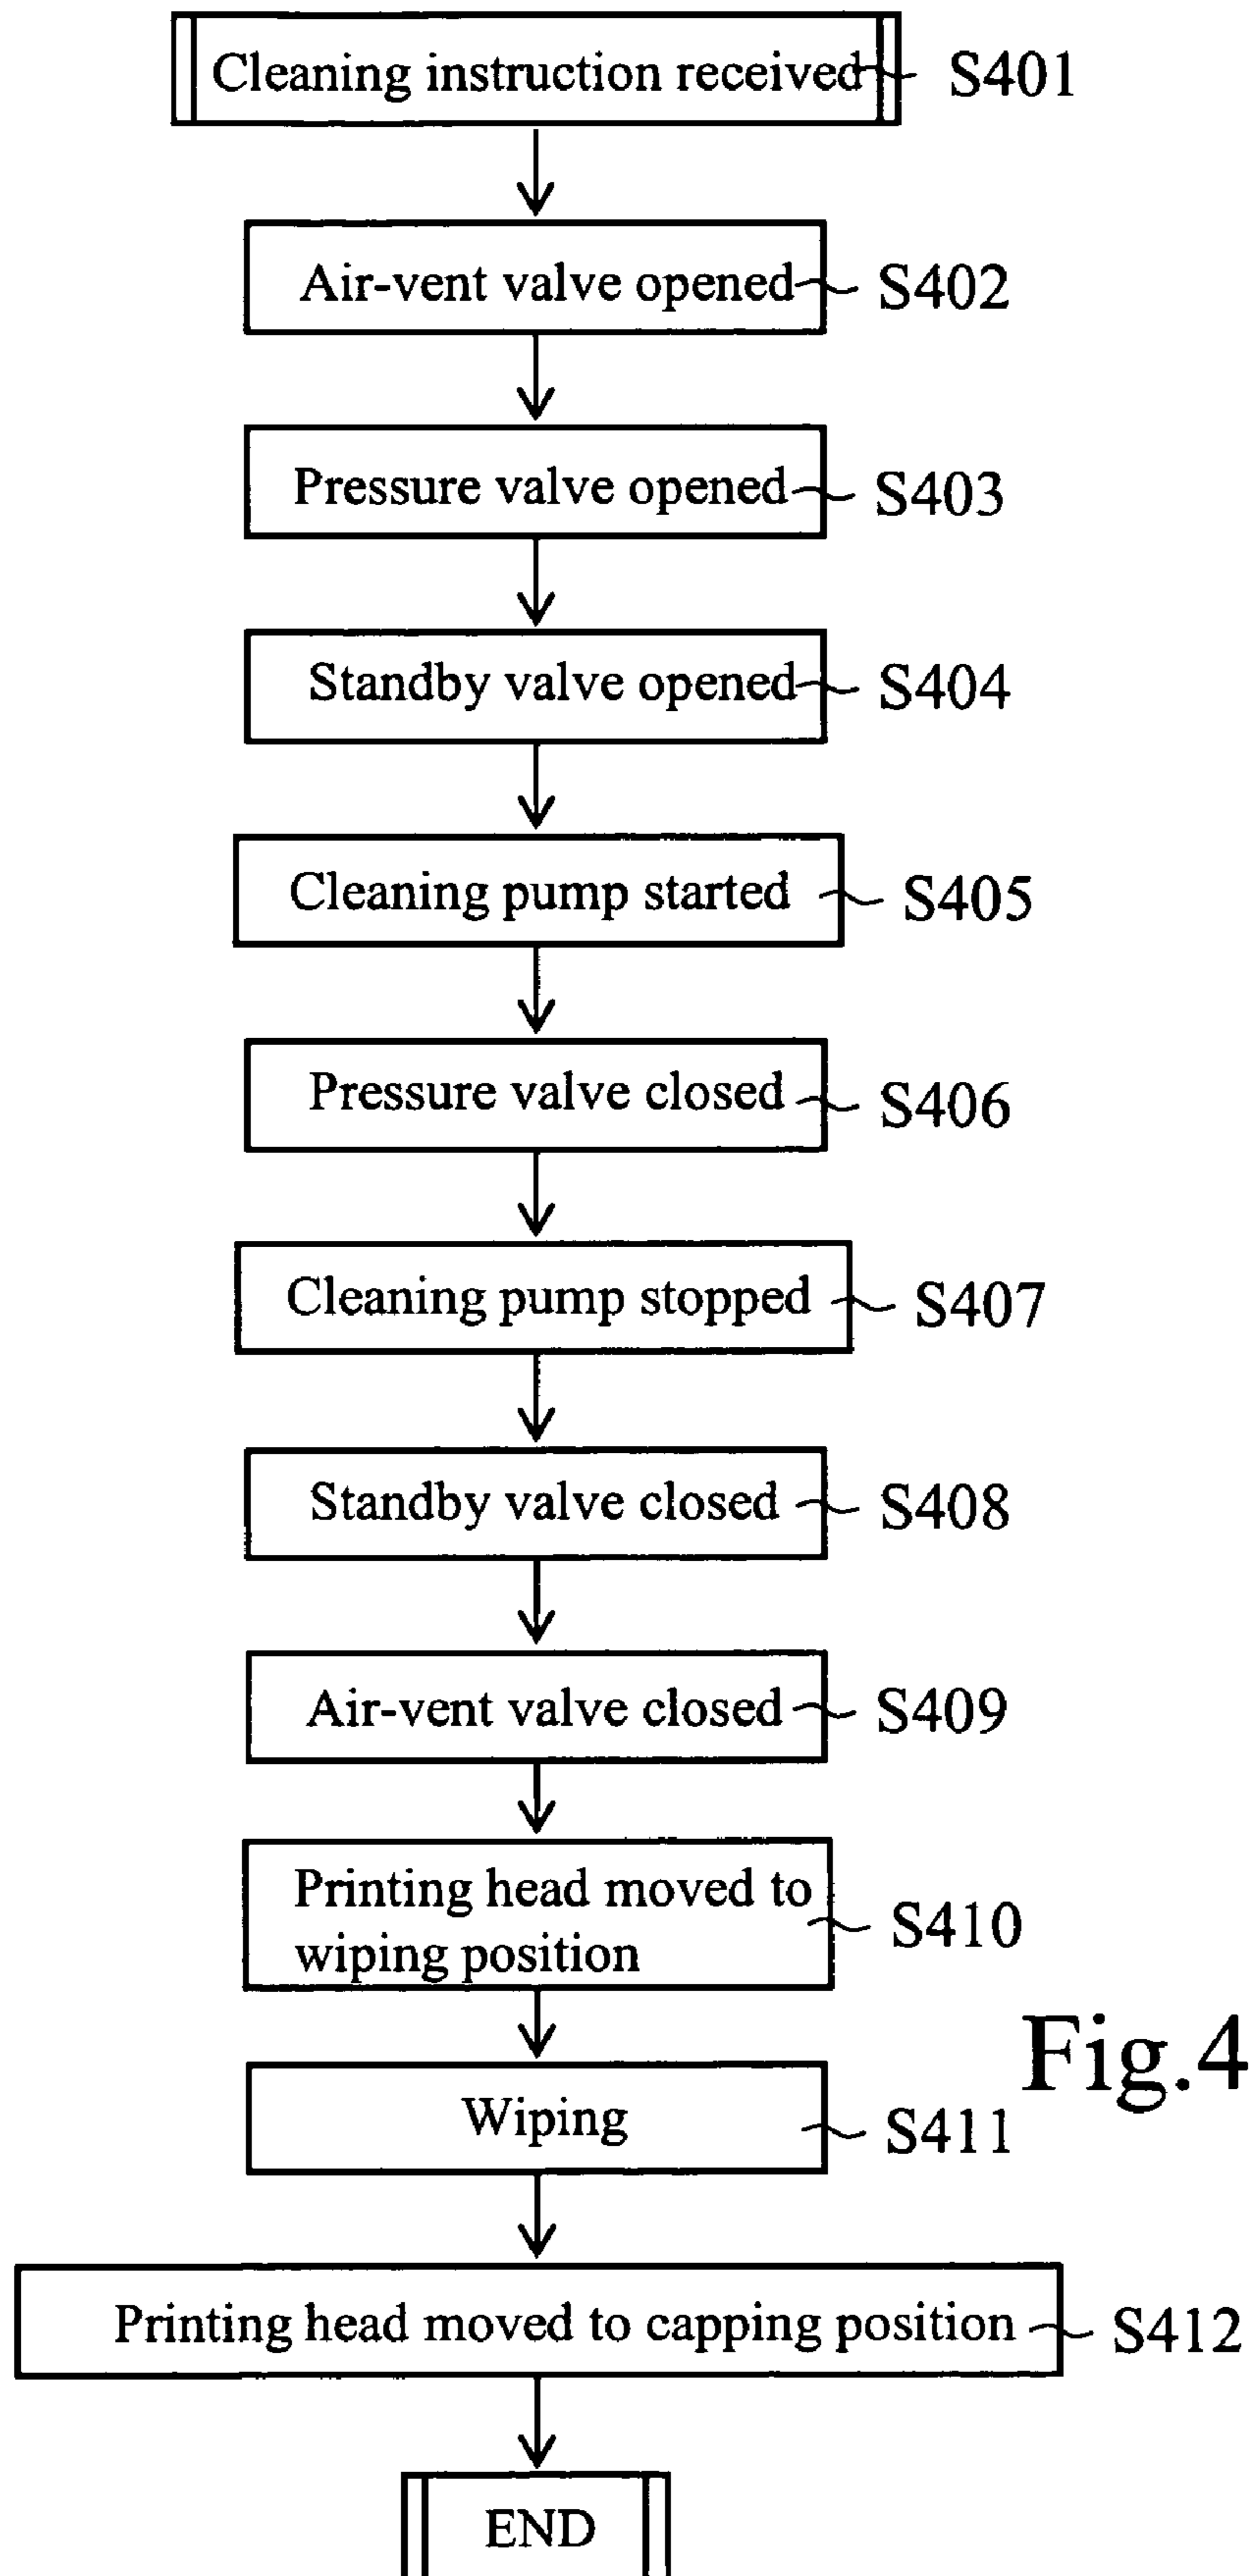 Cleaning instruction received S401
Air-vent valve opened S402
Pressure valve opened S403
Standby valve opened S404
Cleaning pump started S405
Pressure valve closed S406
Cleaning pump stopped S407
Standby valve closed S408
Air-vent valve closed S409
Printing head moved to
wiping position S410
Fig.4
Wiping S411
Printing head moved to capping position S412
END